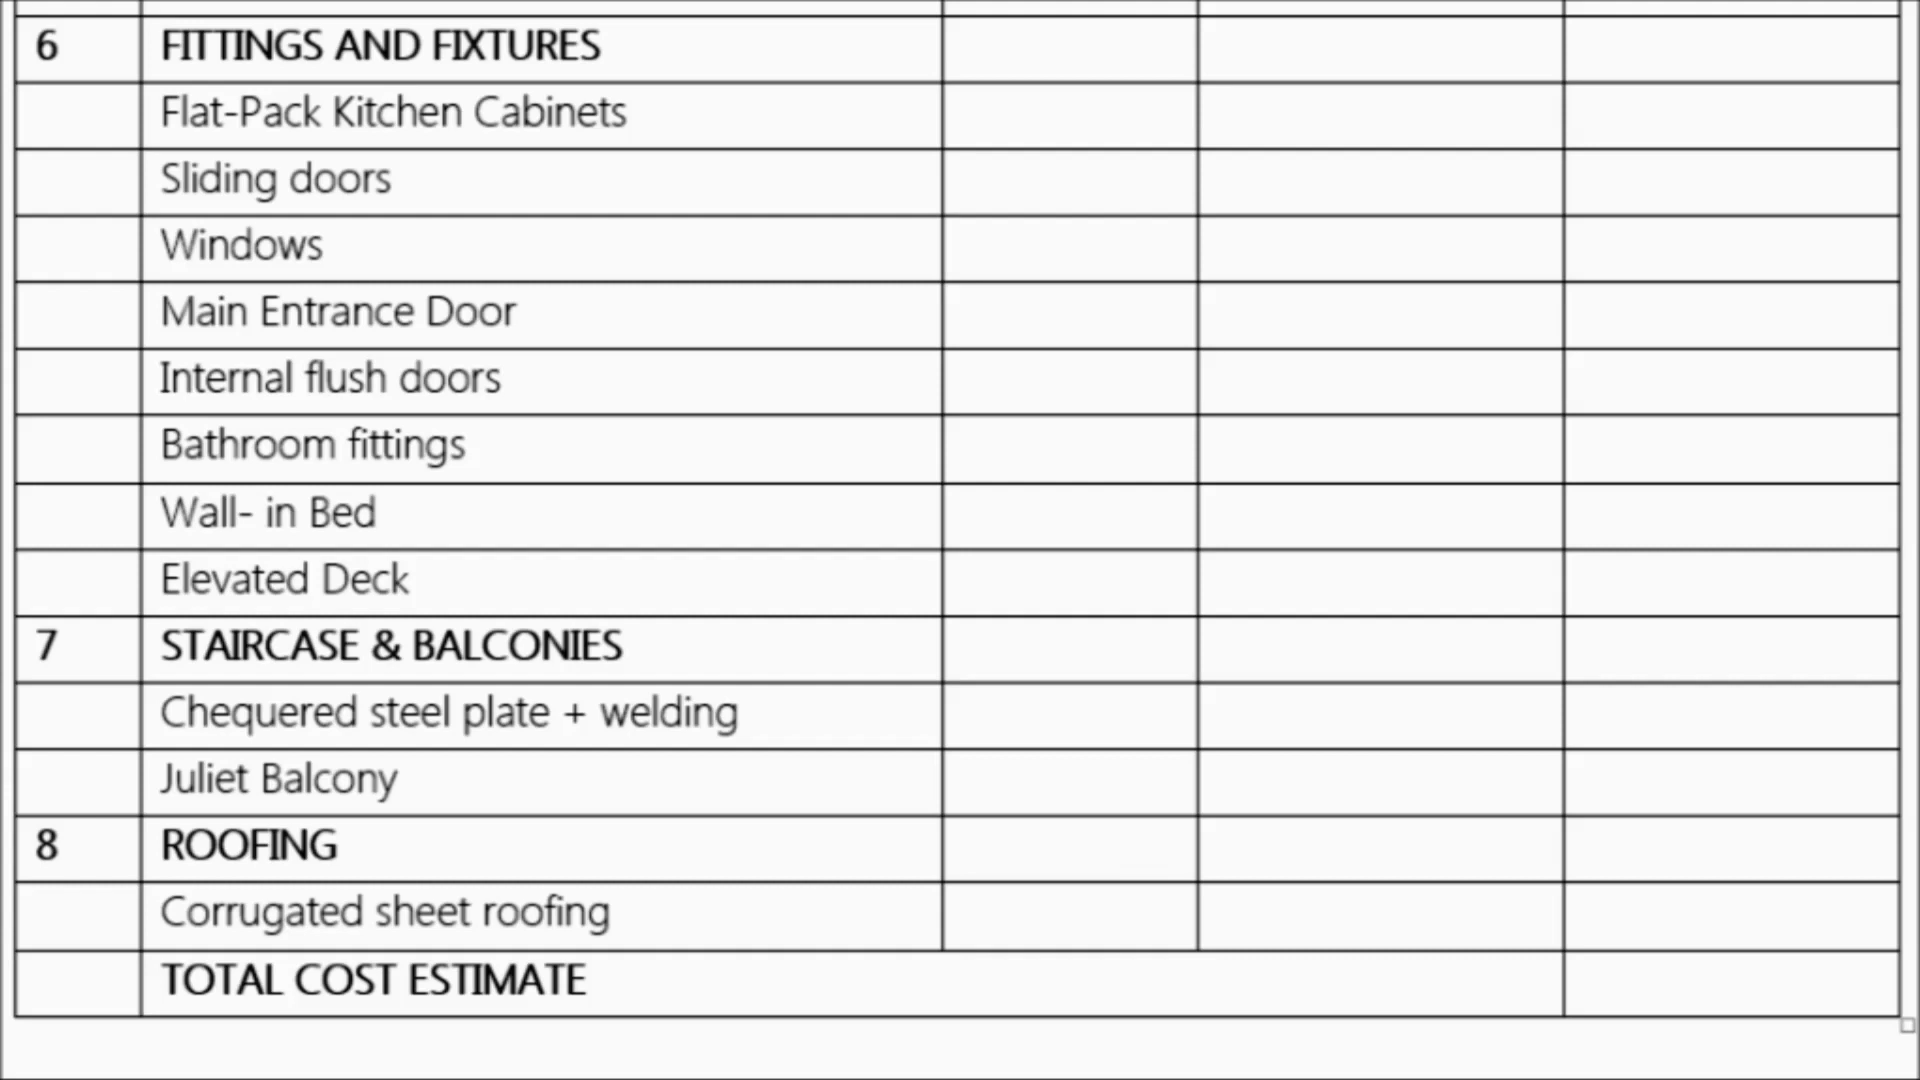 6 FITTINGS AND FIXTURES
Flat-Pack Kitchen Cabinets
Sliding doors
Windows
Main Entrance Door
Internal flush doors
Bathroom fittings
Wall- in Bed
Elevated Deck
7 STAIRCASE & BALCONIES
Chequered steel plate + welding
Juliet Balcony
8 ROOFING
Corrugated sheet roofing
TOTAL COST ESTIMATE